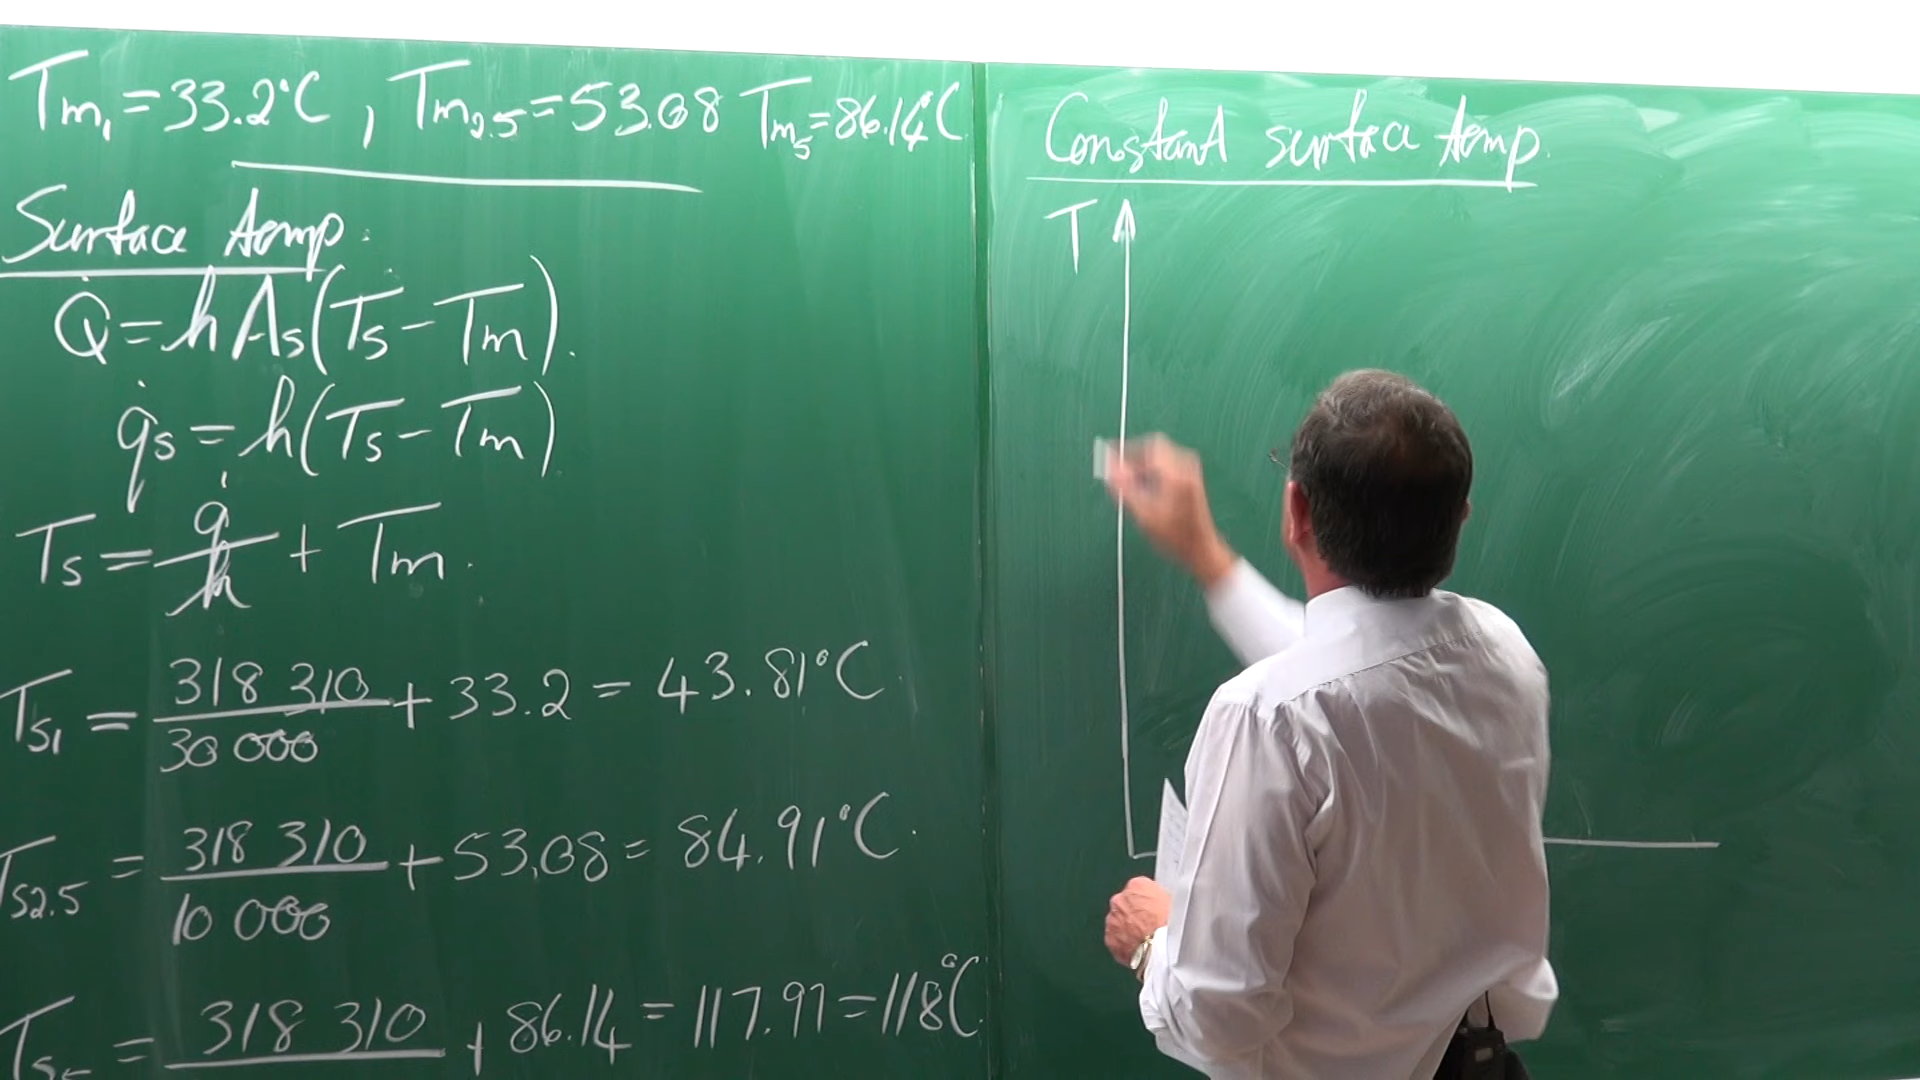 Tm1 = 33.2°C , Tm2.5 = 53.08 Tm5 = 86.14°C
Surface temp.
Q̇ = hAs(Ts − Tm).
q̇s = h(Ts − Tm)
Ts = q̇/h + Tm.
Ts1 = 318 310/30 000 + 33.2 = 43.81°C.
Ts2.5 = 318 310/10 000 + 53.08 = 84.91°C.
Ts5 = 318 310 + 86.14 = 117.97 = 118°C.
Constant surface temp.
T